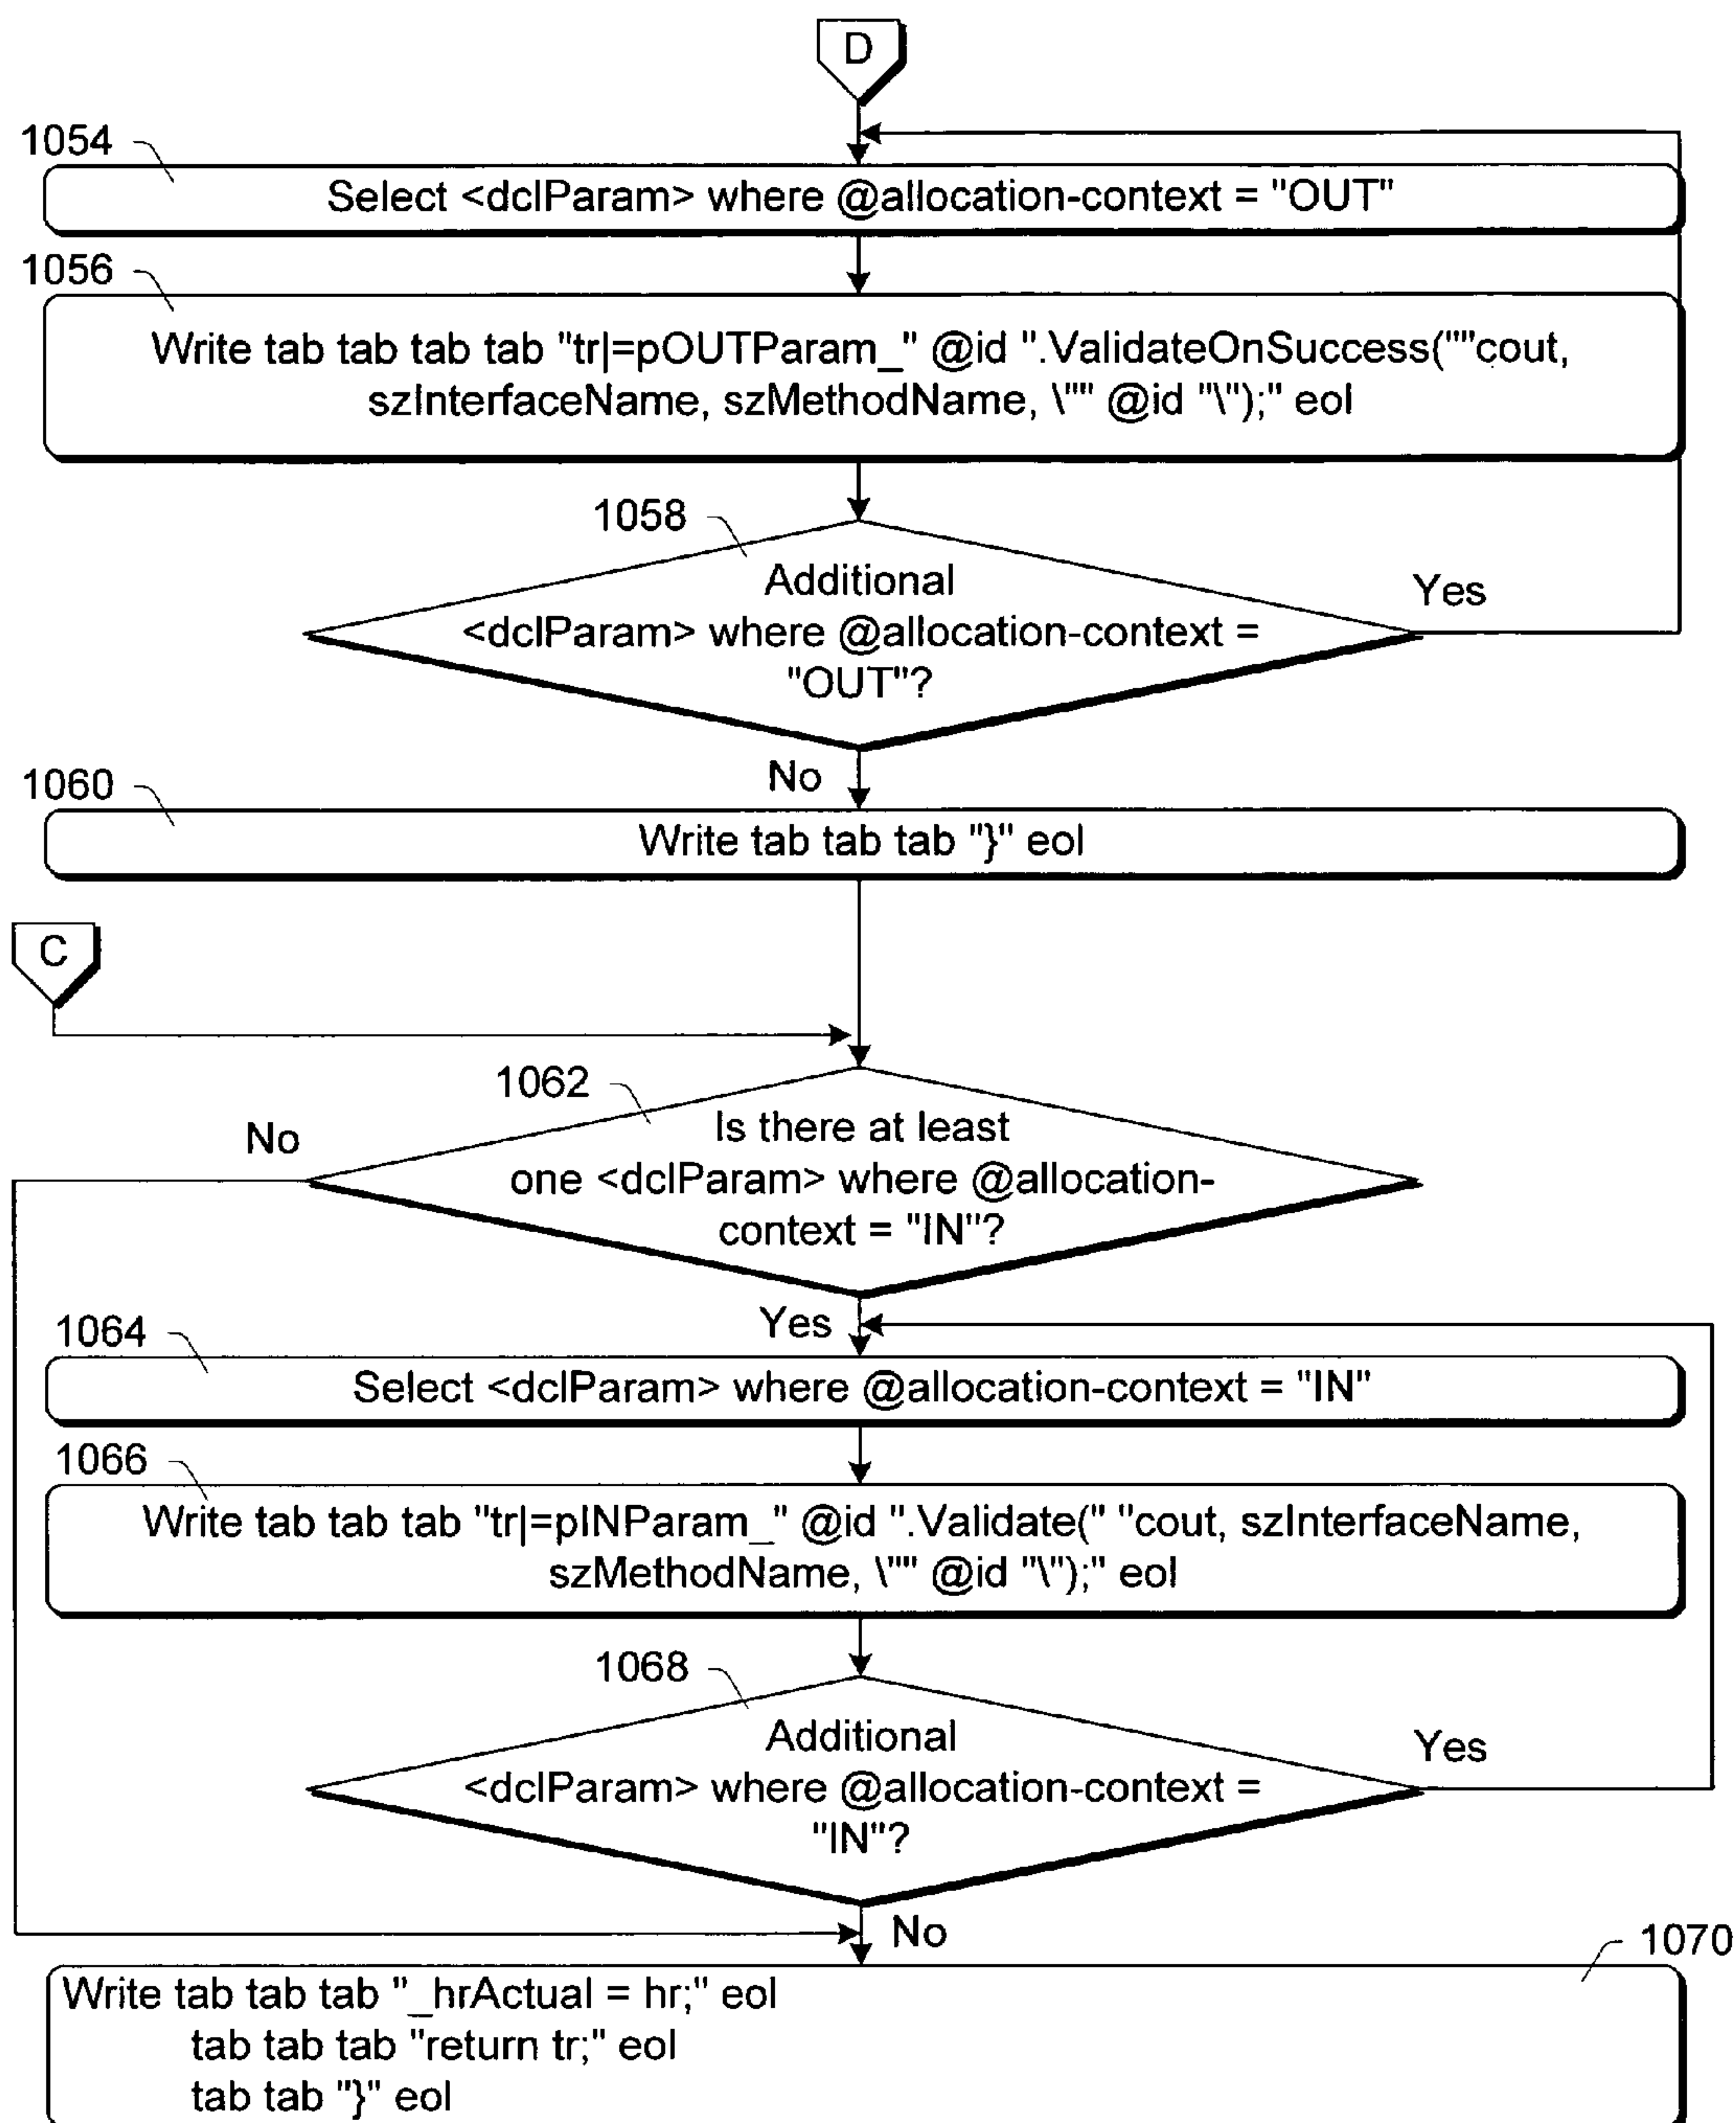 D
1054
Select <dclParam> where @allocation-context = "OUT"
1056
Write tab tab tab tab "tr|=pOUTParam_" @id ".ValidateOnSuccess(""cout,
szInterfaceName, szMethodName, \"" @id "\");" eol
1058
Additional
<dclParam> where @allocation-context =
"OUT"?
Yes
No
1060
Write tab tab tab "}" eol
C
1062
No
Is there at least
one <dclParam> where @allocation-
context = "IN"?
Yes
1064
Select <dclParam> where @allocation-context = "IN"
1066
Write tab tab tab "tr|=pINParam_" @id ".Validate(" "cout, szInterfaceName,
szMethodName, \"" @id "\");" eol
1068
Additional
<dclParam> where @allocation-context =
"IN"?
Yes
No
1070
Write tab tab tab "_hrActual = hr;" eol
tab tab tab "return tr;" eol
tab tab "}" eol